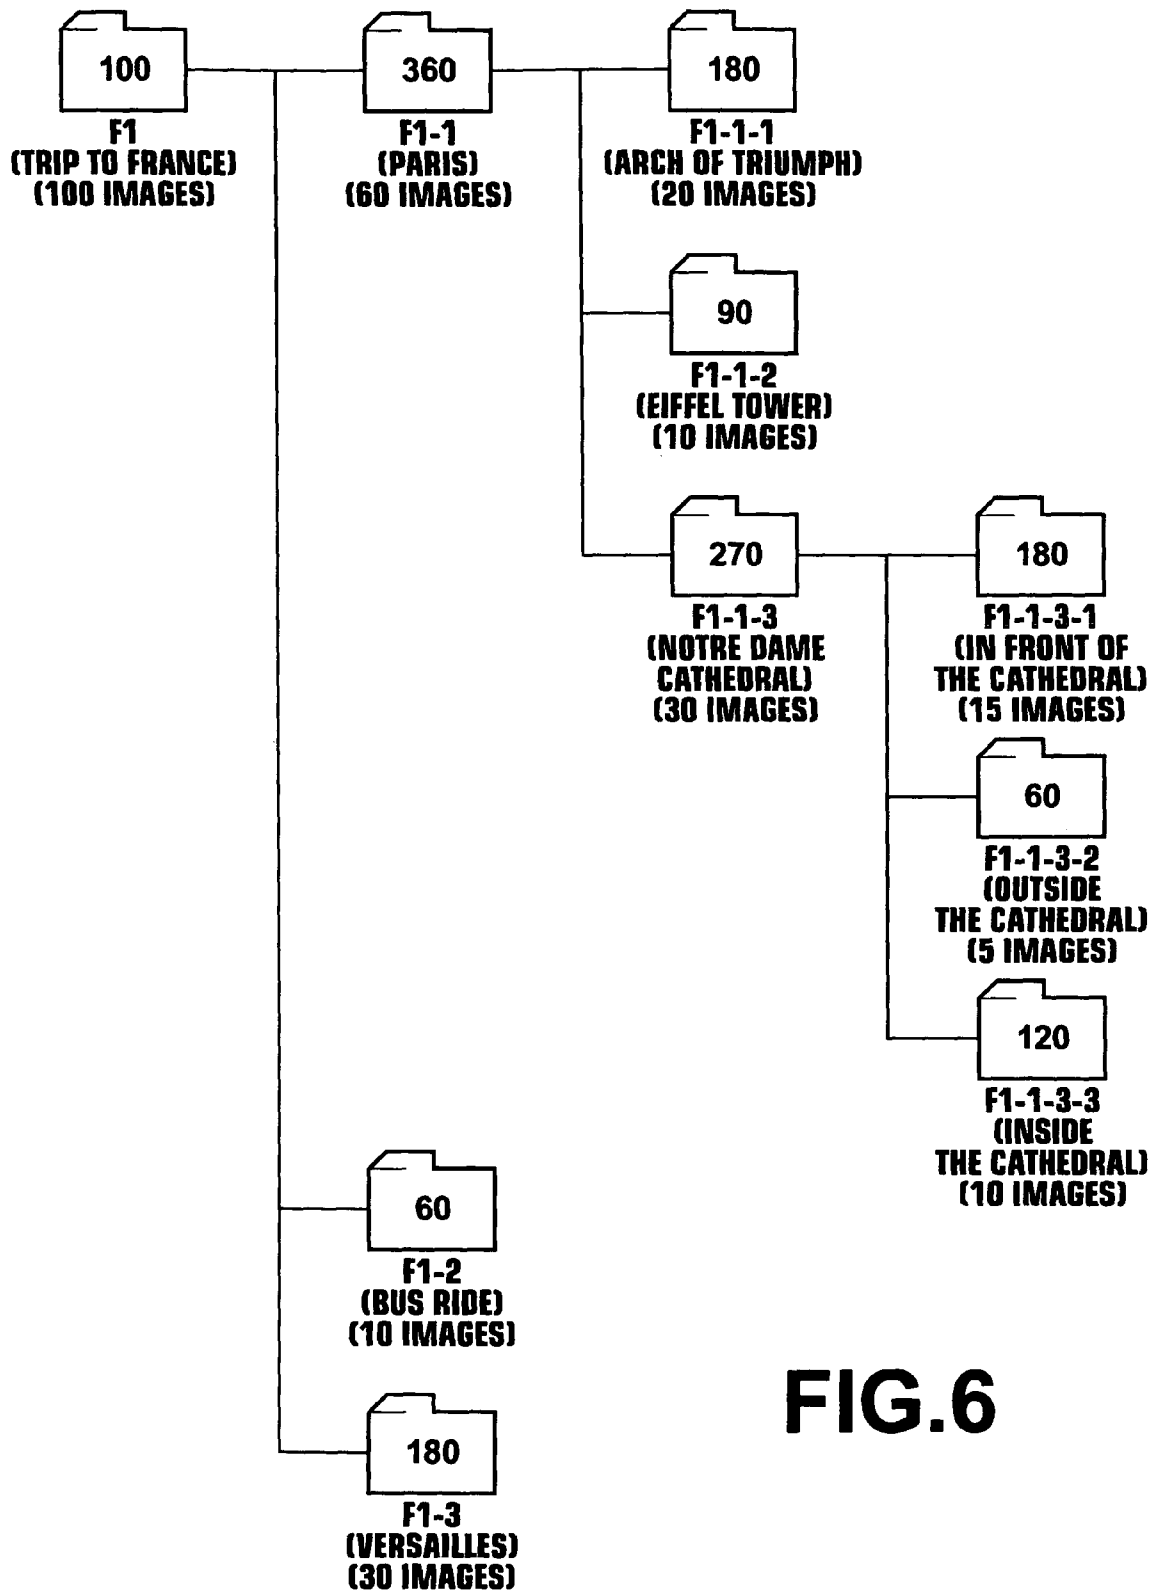 100
F1
(TRIP TO FRANCE)
(100 IMAGES)
360
F1-1
(PARIS)
(60 IMAGES)
180
F1-1-1
(ARCH OF TRIUMPH)
(20 IMAGES)
90
F1-1-2
(EIFFEL TOWER)
(10 IMAGES)
270
F1-1-3
(NOTRE DAME
CATHEDRAL)
(30 IMAGES)
180
F1-1-3-1
(IN FRONT OF
THE CATHEDRAL)
(15 IMAGES)
60
F1-1-3-2
(OUTSIDE
THE CATHEDRAL)
(5 IMAGES)
120
F1-1-3-3
(INSIDE
THE CATHEDRAL)
(10 IMAGES)
60
F1-2
(BUS RIDE)
(10 IMAGES)
180
F1-3
(VERSAILLES)
(30 IMAGES)
FIG.6